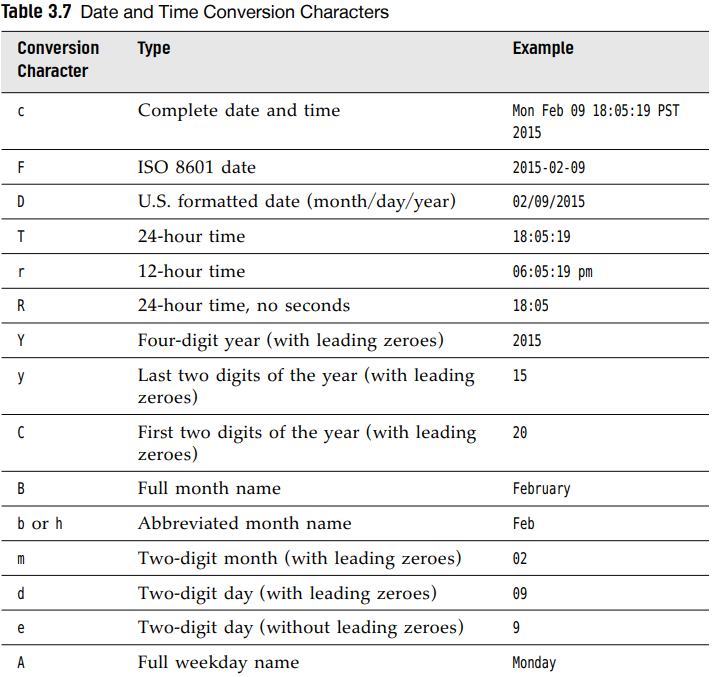 Table 3.7 Date and Time Conversion Characters
Conversion Character Type Example
c Complete date and time Mon Feb 09 18:05:19 PST 2015
F ISO 8601 date 2015-02-09
D U.S. formatted date (month/day/year) 02/09/2015
T 24-hour time 18:05:19
r 12-hour time 06:05:19 pm
R 24-hour time, no seconds 18:05
Y Four-digit year (with leading zeroes) 2015
y Last two digits of the year (with leading zeroes) 15
C First two digits of the year (with leading zeroes) 20
B Full month name February
b or h Abbreviated month name Feb
m Two-digit month (with leading zeroes) 02
d Two-digit day (with leading zeroes) 09
e Two-digit day (without leading zeroes) 9
A Full weekday name Monday